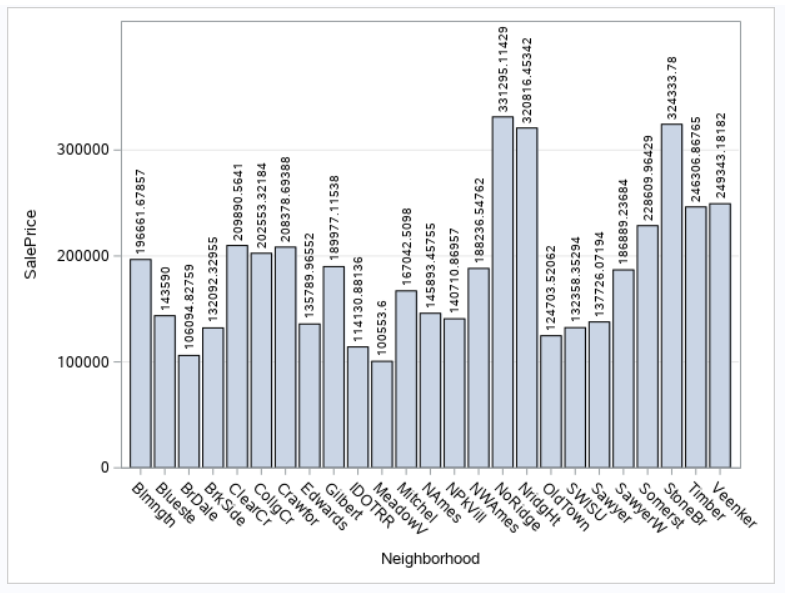 SalePrice
300000
200000
100000
0
196661.67857
143590
106094.82759
132092.32955
209890.5641
202553.32184
208378.69388
135789.96552
189977.11538
114130.88136
100553.6
167042.5098
145893.45755
140710.86957
188236.54762
331295.11429
320816.45342
124703.52062
132358.35294
137726.07194
186889.23684
228609.96429
324333.78
246306.86765
249343.18182
Blmngtn
Blueste
BrDale
BrkSide
ClearCr
CollgCr
Crawfor
Edwards
Gilbert
IDOTRR
MeadowV
Mitchel
NAmes
NPkVill
NWAmes
NoRidge
NridgHt
OldTown
SWISU
Sawyer
SawyerW
Somerst
StoneBr
Timber
Veenker
Neighborhood